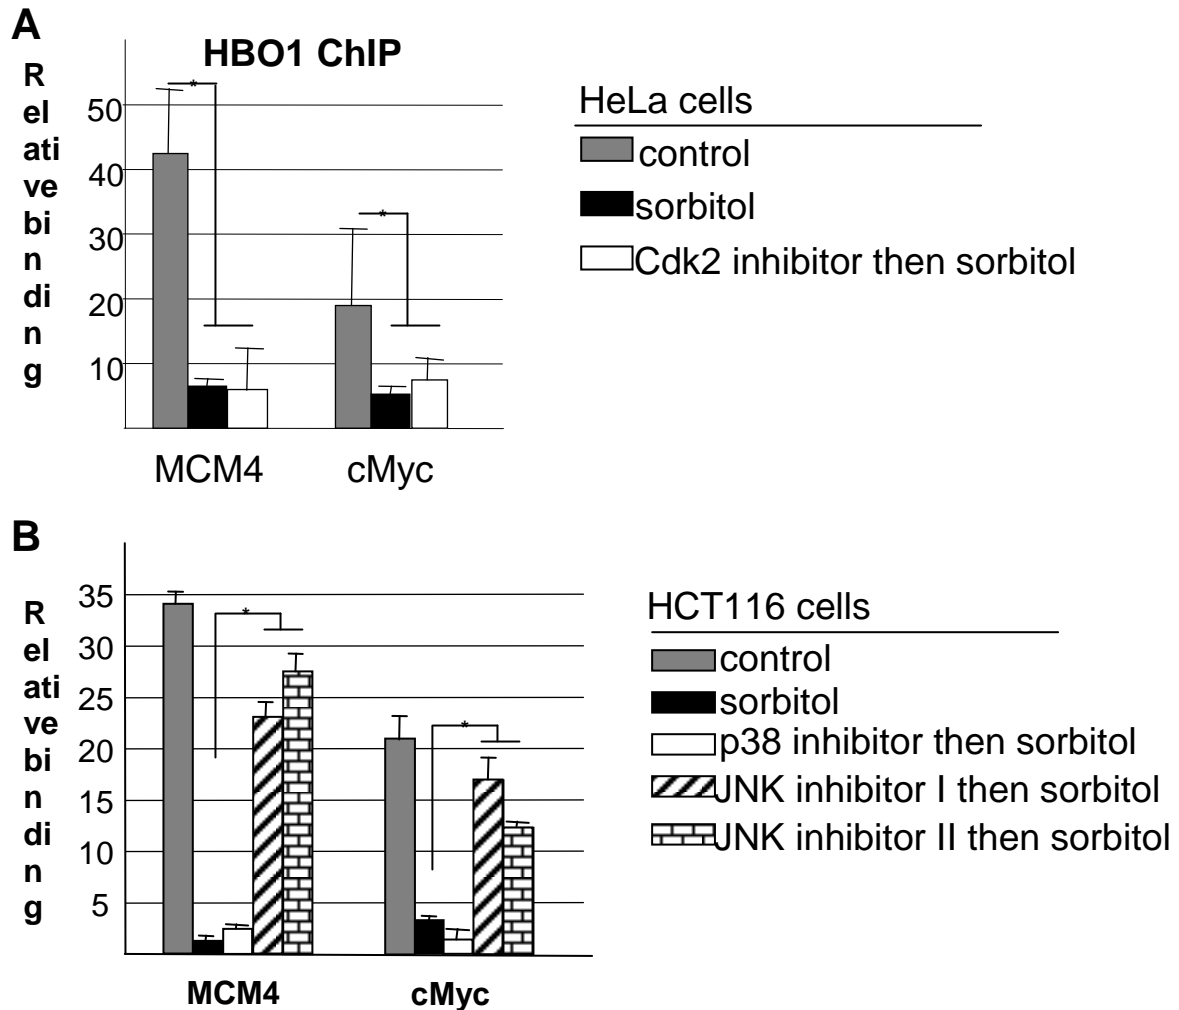 A
HBO1 ChIP
R
el
ati
ve
bi
n
di
n
g
50
40
30
20
10
*
*
MCM4
cMyc
HeLa cells
control
sorbitol
Cdk2 inhibitor then sorbitol
B
R
el
ati
ve
bi
n
di
n
g
35
30
25
20
15
10
5
*
*
MCM4
cMyc
HCT116 cells
control
sorbitol
p38 inhibitor then sorbitol
JNK inhibitor I then sorbitol
JNK inhibitor II then sorbitol